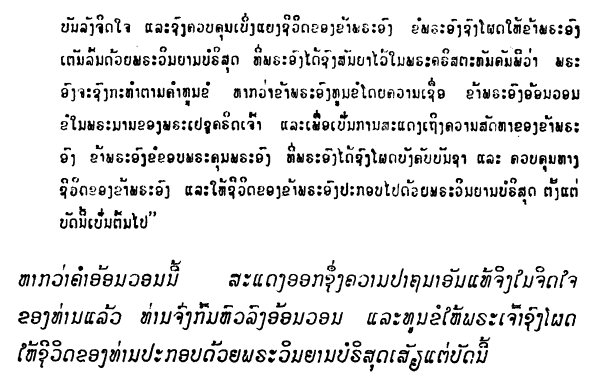 ບັນລັງຈິດໃຈ ແລະຊົງຄວບຄຸມເບິ່ງແຍງຊີວິດຂອງຂ້າພຣະອົງ ຂໍພຣະອົງຊົງໂຜດໃຫ້ຂ້າພຣະອົງ
ເຕັມລົ້ນດ້ວຍພຣະວິນຍານບໍຣິສຸດ ທີ່ພຣະອົງໄດ້ຊົງສັນຍາໄວ້ໃນພຣະຄຣິສຕະທັມຄັມພີວ່າ ພຣະ
ອົງຈະຊົງກະທໍາຕາມຄໍາທູນຂໍ ຫາກວ່າຂ້າພຣະອົງທູນຂໍໂດຍຄວາມເຊື່ອ ຂ້າພຣະອົງອ້ອນວອນ
ຂໍໃນພຣະນານຂອງພຣະເຢຊູຄຣິດເຈົ້າ ແລະເພື່ອເປັນການສະແດງເຖິງຄວາມສັດທາຂອງຂ້າພຣະ
ອົງ ຂ້າພຣະອົງຂໍຂອບພຣະຄຸນພຣະອົງ ທີ່ພຣະອົງໄດ້ຊົງໂຜດບັງຄັບບັນຊາ ແລະ ຄວບຄຸມທາງ
ຊີວິດຂອງຂ້າພຣະອົງ ແລະໃຫ້ຊີວິດຂອງຂ້າພຣະອົງປະກອບໄປດ້ວຍພຣະວິນຍານບໍຣິສຸດ ຕັ້ງແຕ່
ບັດນີ້ເປັນຕົ້ນໄປ”
ຫາກວ່າຄໍາອ້ອນວອນນີ້ ສະແດງອອກຊຶ່ງຄວາມປາຖນາອັນແທ້ຈິງໃນຈິດໃຈ
ຂອງທ່ານແລ້ວ ທ່ານຈົ່ງກົ້ມຫົວລົງອ້ອນວອນ ແລະທູນຂໍໃຫ້ພຣະເຈົ້າຊົງໂຜດ
ໃຫ້ຊີວິດຂອງທ່ານປະກອບດ້ວຍພຣະວິນຍານບໍຣິສຸດເສັຽແຕ່ບັດນີ້